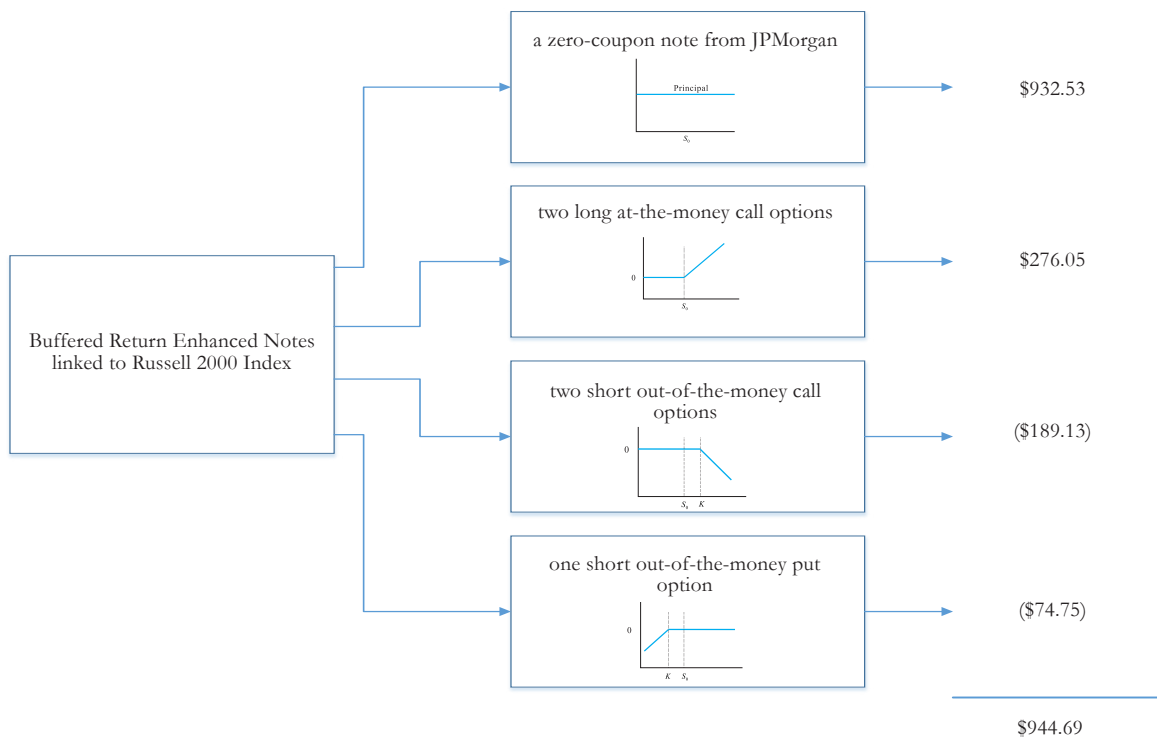 a zero-coupon note from JPMorgan
Principal
S₀
$932.53
two long at-the-money call options
0
S₀
$276.05
Buffered Return Enhanced Notes
linked to Russell 2000 Index
two short out-of-the-money call
options
0
S₀ K
($189.13)
one short out-of-the-money put
option
0
K S₀
($74.75)
$944.69